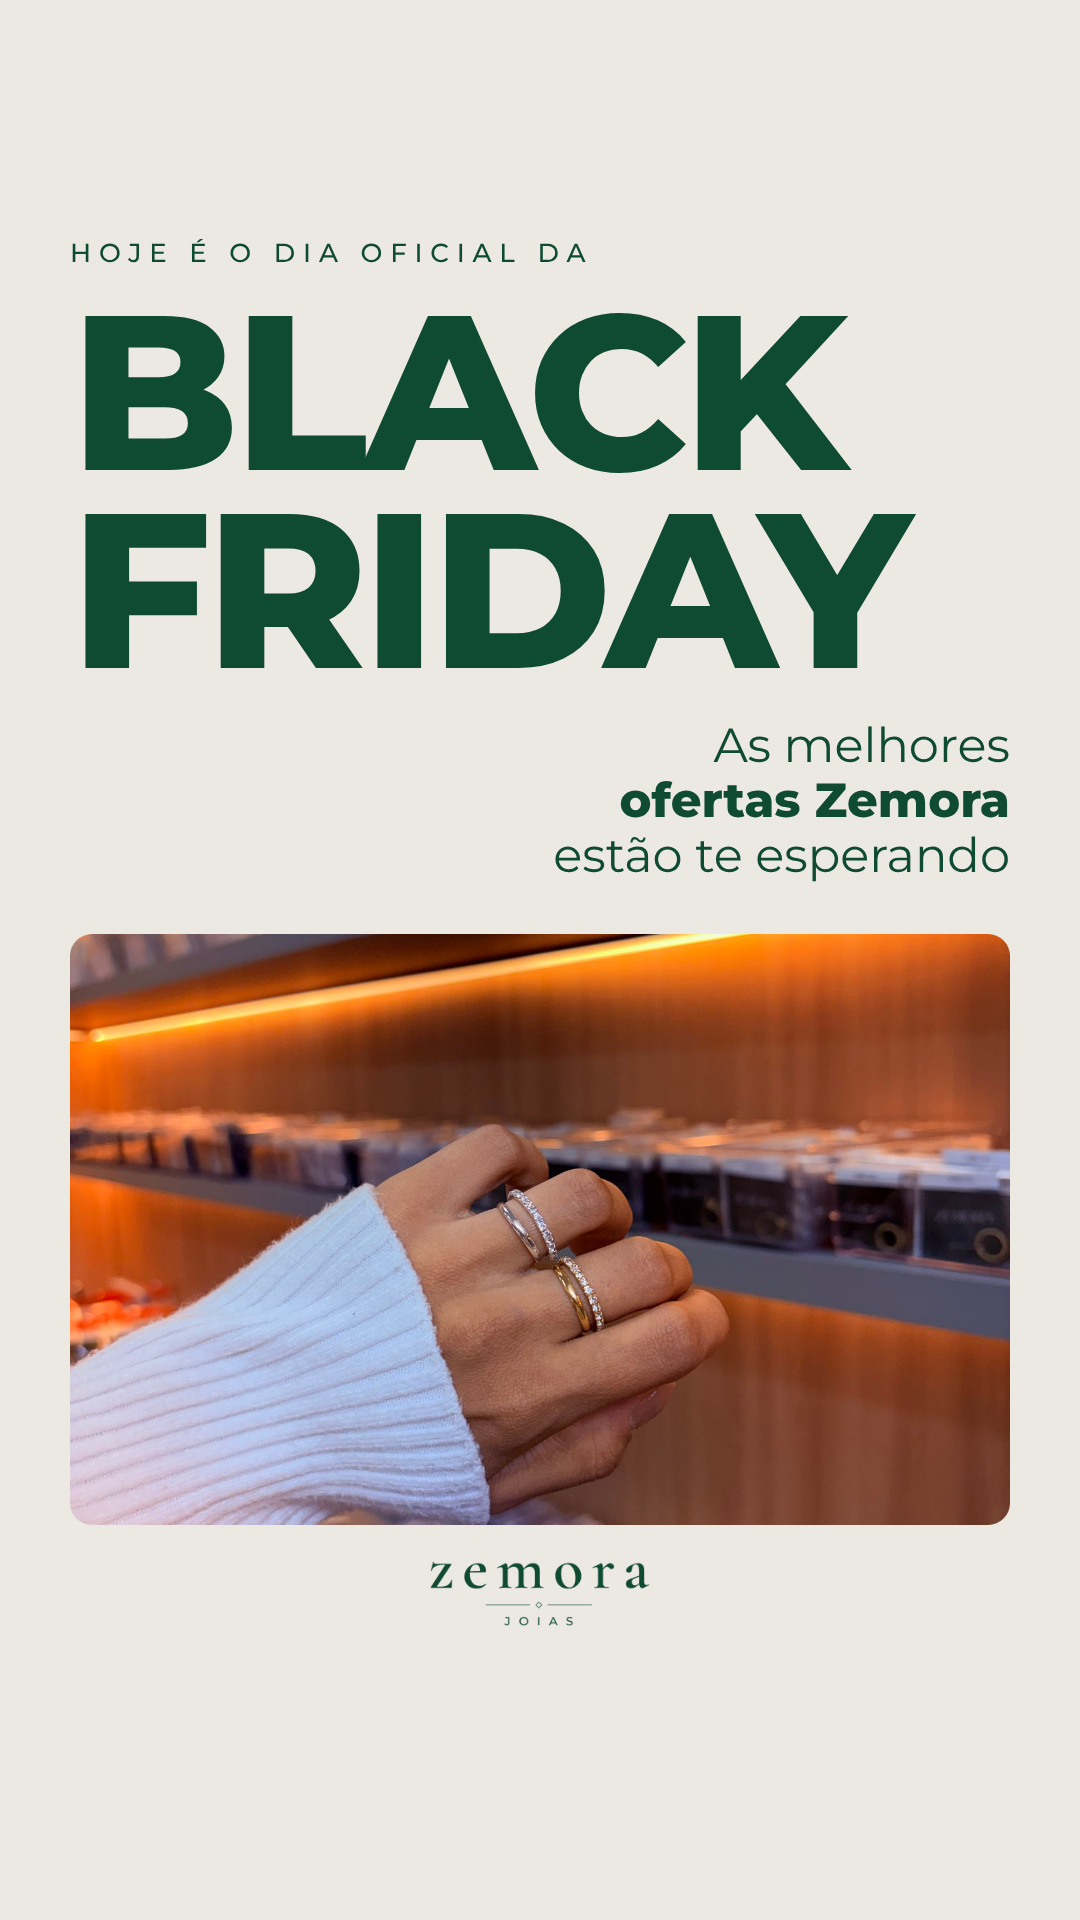 HOJE É O DIA OFICIAL DA
BLACK
FRIDAY
As melhores
ofertas Zemora
estão te esperando
zemora
JOIAS